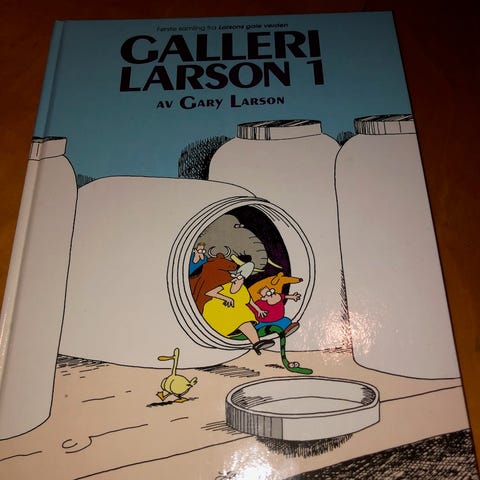 Første samling fra Larsons gale verden
GALLERI
LARSON 1
AV GARY LARSON